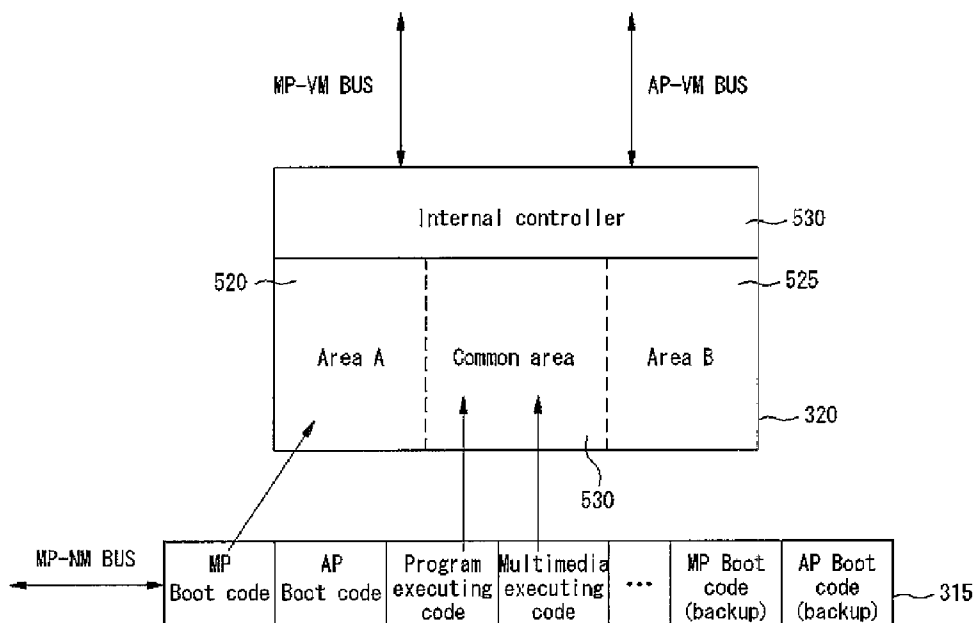 MP-VM BUS
AP-VM BUS
Internal controller
530
520
525
Area A
Common area
Area B
320
530
MP-NM BUS
MP
Boot code
AP
Boot code
Program
executing
code
Multimedia
executing
code
...
MP Boot
code
(backup)
AP Boot
code
(backup)
315